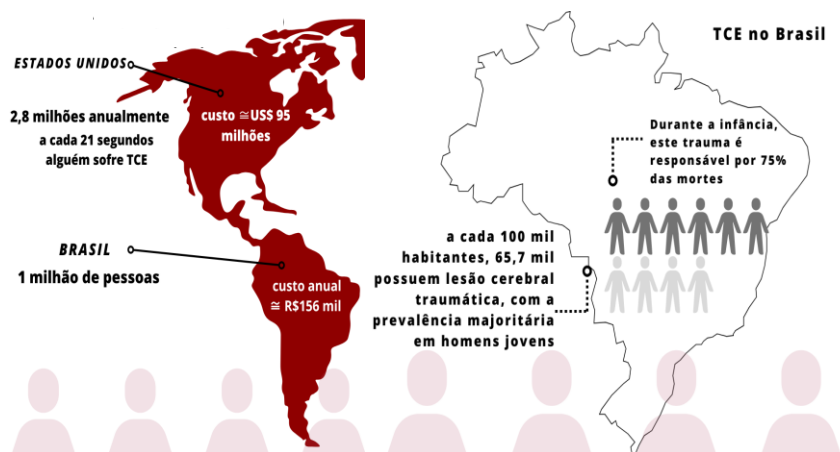 ESTADOS UNIDOS
2,8 milhões anualmente
a cada 21 segundos
alguém sofre TCE
custo ≅US$ 95
milhões
BRASIL
1 milhão de pessoas
custo anual
≅ R$156 mil
TCE no Brasil
Durante a infância,
este trauma é
responsável por 75%
das mortes
a cada 100 mil
habitantes, 65,7 mil
possuem lesão cerebral
traumática, com a
prevalência majoritária
em homens jovens